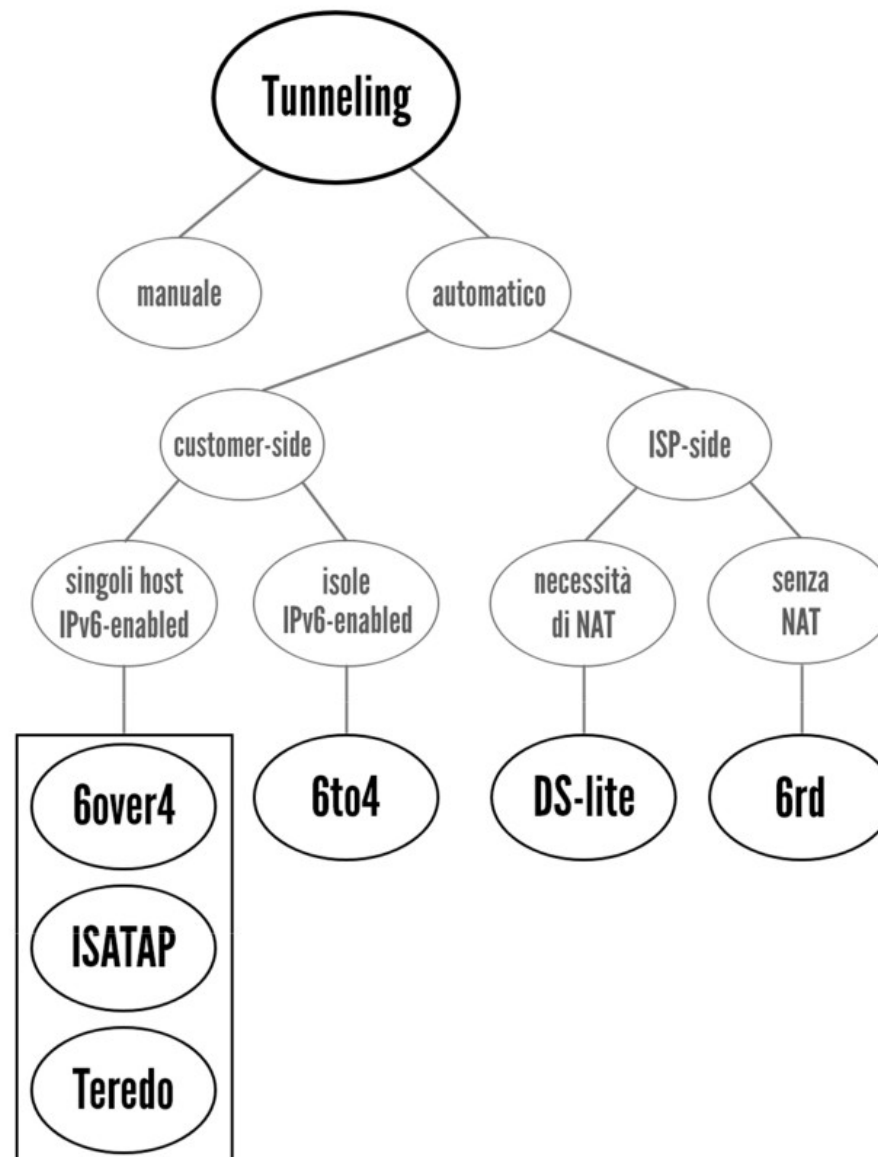 Tunneling
manuale
automatico
customer-side
ISP-side
singoli host
IPv6-enabled
isole
IPv6-enabled
necessità
di NAT
senza
NAT
6over4
6to4
DS-lite
6rd
ISATAP
Teredo